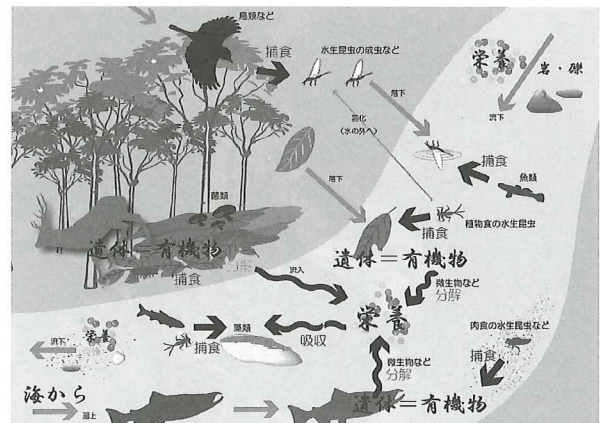 鳥類など
捕食
水生昆虫の成虫など
栄養
岩・礫
落下
流下
羽化
(水の外へ)
捕食
魚類
落下
菌類
捕食
植物食の水生昆虫
遺体＝有機物
分解
捕食
流入
遺体＝有機物
微生物など
分解
栄養
栄養
流下
捕食
藻類
吸収
肉食の水生昆虫など
捕食
微生物など
分解
海から
遡上
遺体＝有機物